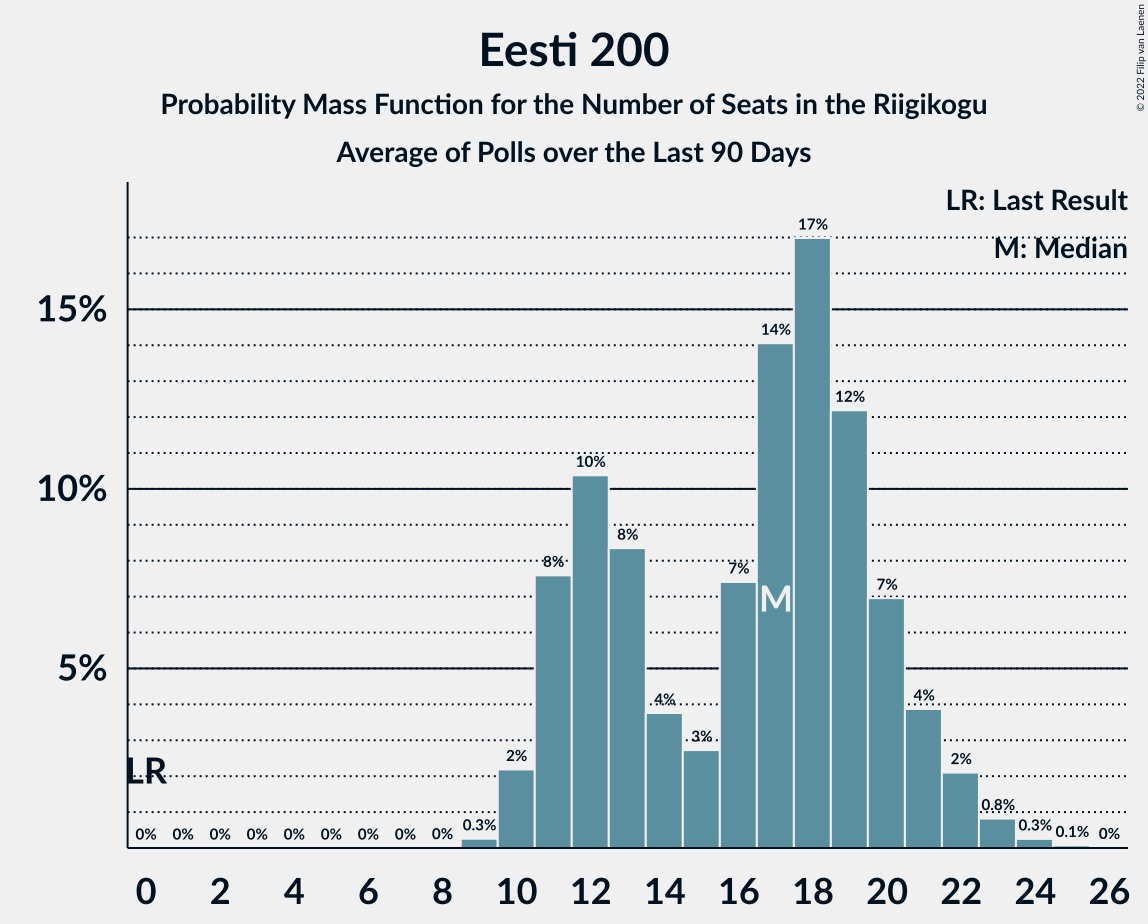 Eesti 200
Probability Mass Function for the Number of Seats in the Riigikogu
Average of Polls over the Last 90 Days
© 2022 Filip van Laenen
LR: Last Result
M: Median
15%
10%
5%
0% 0% 0% 0% 0% 0% 0% 0% 0% 0.3% 2% 8% 10% 8% 4% 3% 7% 14% 17% 12% 7% 4% 2% 0.8% 0.3% 0.1% 0%
M
LR
0 2 4 6 8 10 12 14 16 18 20 22 24 26